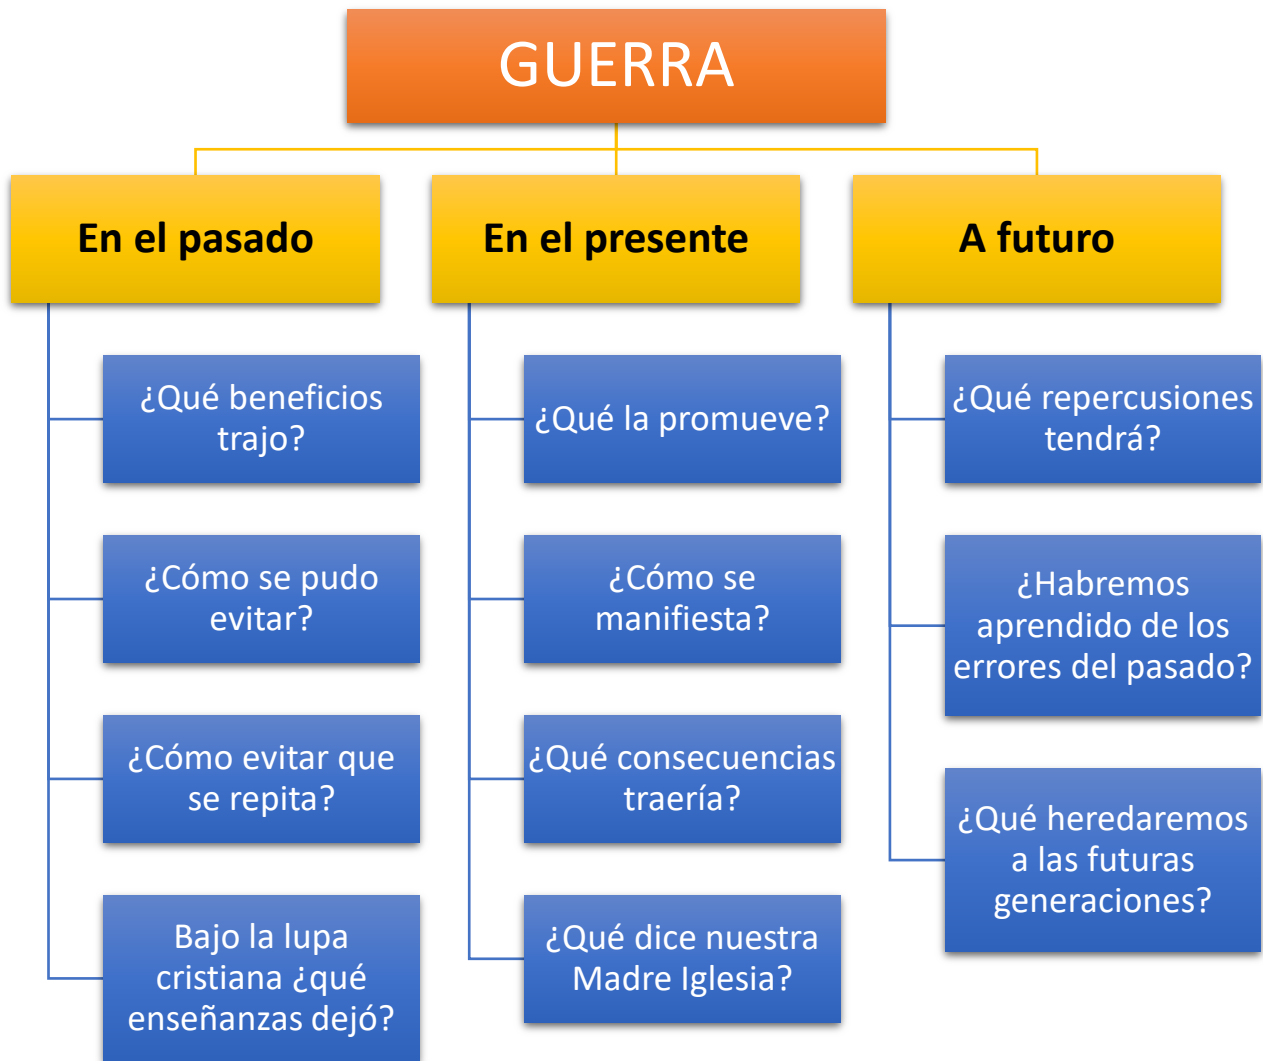 GUERRA
En el pasado
¿Qué beneficios
trajo?
¿Cómo se pudo
evitar?
¿Cómo evitar que
se repita?
Bajo la lupa
cristiana ¿qué
enseñanzas dejó?
En el presente
¿Qué la promueve?
¿Cómo se
manifiesta?
¿Qué consecuencias
traería?
¿Qué dice nuestra
Madre Iglesia?
A futuro
¿Qué repercusiones
tendrá?
¿Habremos
aprendido de los
errores del pasado?
¿Qué heredaremos
a las futuras
generaciones?